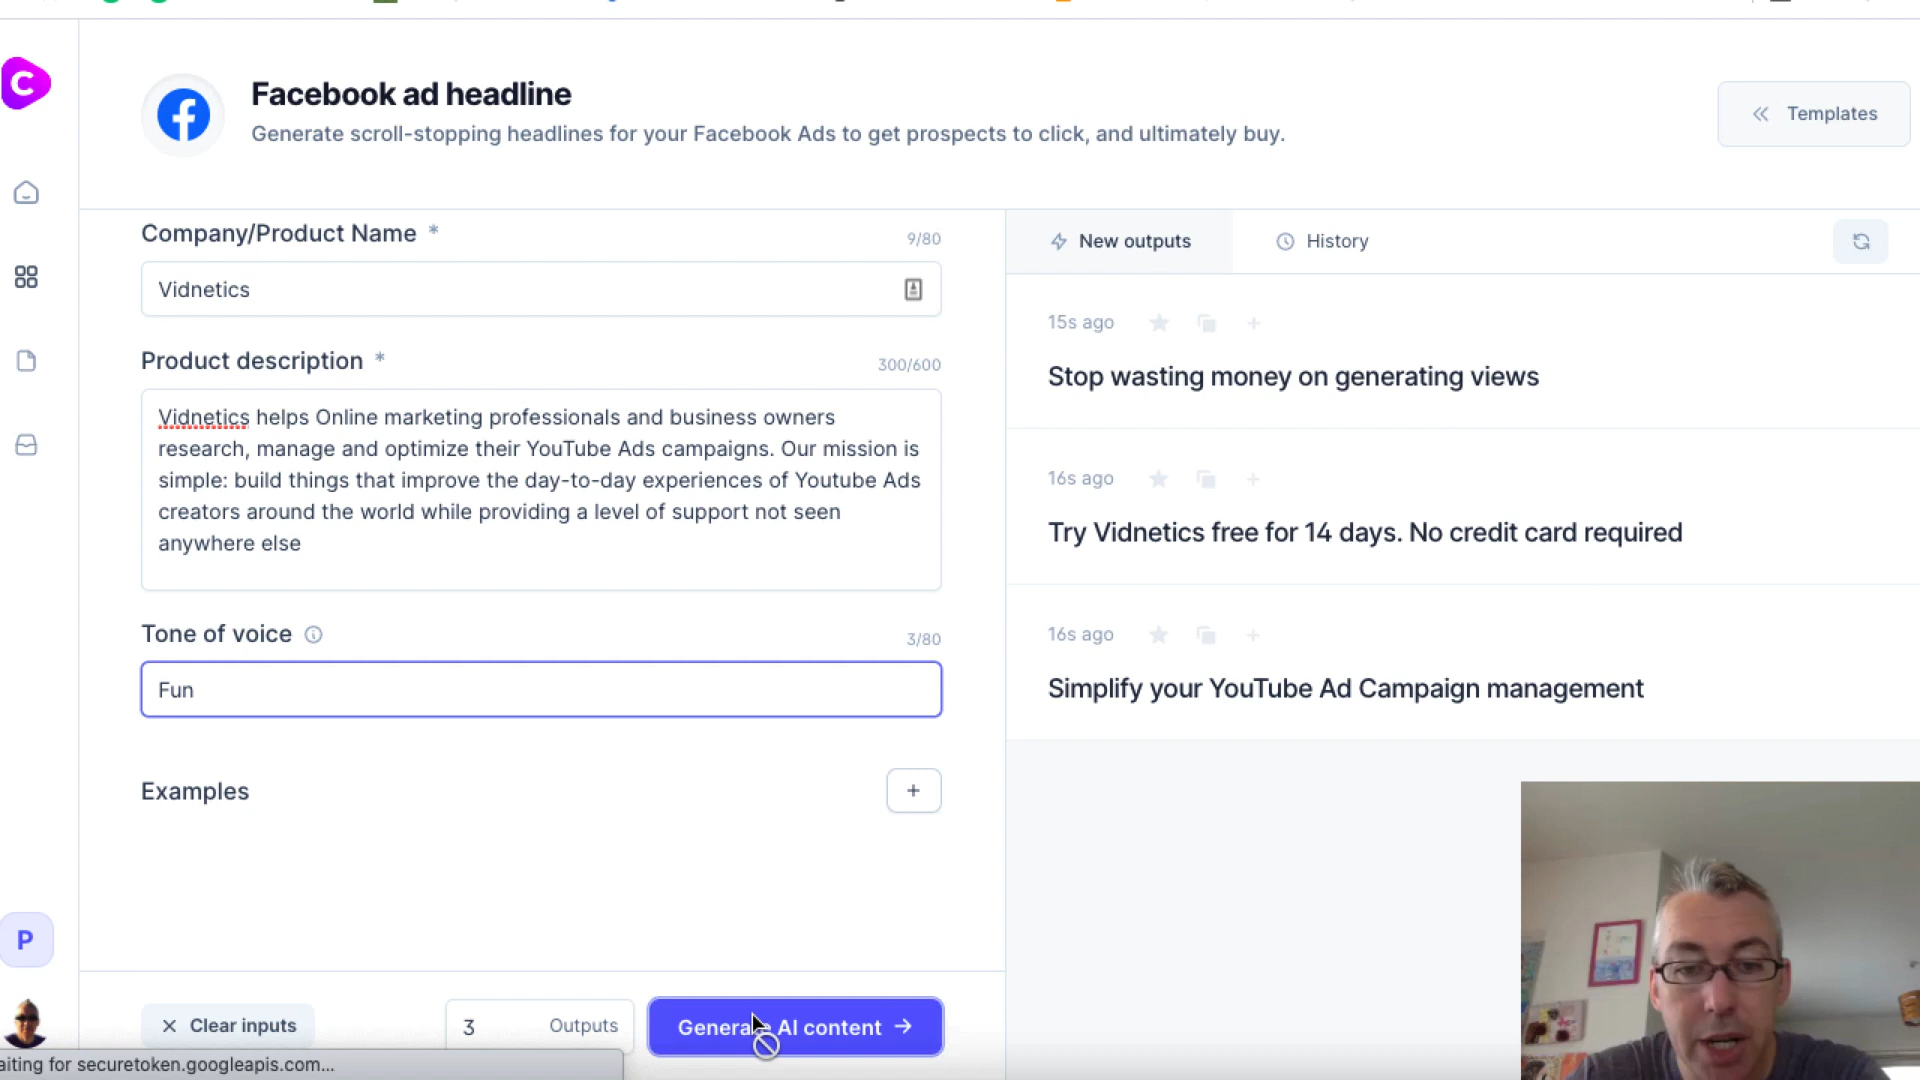 Facebook ad headline
Generate scroll-stopping headlines for your Facebook Ads to get prospects to click, and ultimately buy.
Templates
Company/Product Name *
9/80
Vidnetics
Product description *
300/600
Vidnetics helps Online marketing professionals and business owners
research, manage and optimize their YouTube Ads campaigns. Our mission is
simple: build things that improve the day-to-day experiences of Youtube Ads
creators around the world while providing a level of support not seen
anywhere else
Tone of voice
3/80
Fun
Examples
+
Clear inputs
3 Outputs
Generate AI content →
aiting for securetoken.googleapis.com...
New outputs
History
15s ago
Stop wasting money on generating views
16s ago
Try Vidnetics free for 14 days. No credit card required
16s ago
Simplify your YouTube Ad Campaign management
C
P